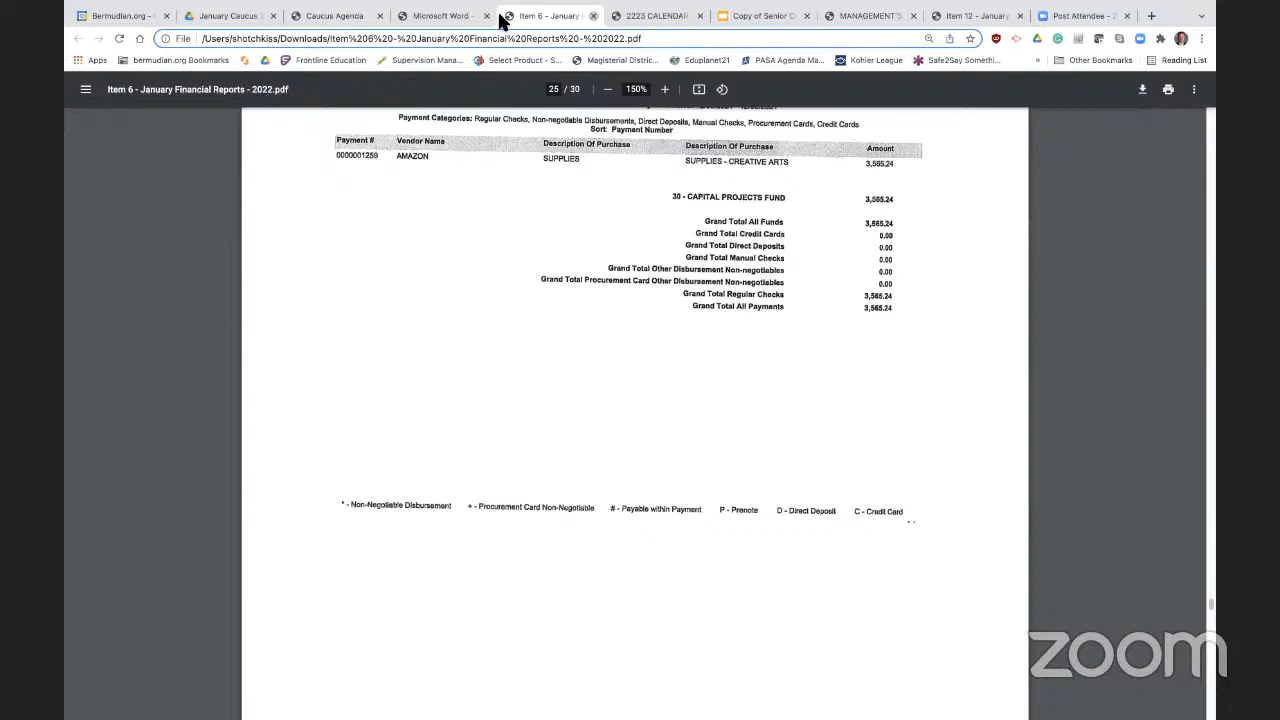 Bermudian.org - C
January Caucus 2
Caucus Agenda
Microsoft Word -
Item 6 - January
2223 CALENDAR
Copy of Senior D
MANAGEMENT'S
Item 12 - January
Post Attendee - Z
File /Users/shotchkiss/Downloads/Item%206%20-%20January%20Financial%20Reports%20-%202022.pdf
Apps bermudian.org Bookmarks Frontline Education Supervision Mana... Select Product - S... Magisterial Distric... Eduplanet21 PASA Agenda Ma... Kohler League Safe2Say Somethi... » Other Bookmarks Reading List
Item 6 - January Financial Reports - 2022.pdf 25 / 30 — 150% +
Payment Categories: Regular Checks, Non-negotiable Disbursements, Direct Deposits, Manual Checks, Procurement Cards, Credit Cards
Sort: Payment Number
Payment # Vendor Name Description Of Purchase Description Of Purchase Amount
0000001259 AMAZON SUPPLIES SUPPLIES - CREATIVE ARTS 3,565.24
30 - CAPITAL PROJECTS FUND 3,565.24
Grand Total All Funds 3,565.24
Grand Total Credit Cards 0.00
Grand Total Direct Deposits 0.00
Grand Total Manual Checks 0.00
Grand Total Other Disbursement Non-negotiables 0.00
Grand Total Procurement Card Other Disbursement Non-negotiables 0.00
Grand Total Regular Checks 3,565.24
Grand Total All Payments 3,565.24
* - Non-Negotiable Disbursement + - Procurement Card Non-Negotiable # - Payable within Payment P - Prenote D - Direct Deposit C - Credit Card
zoom